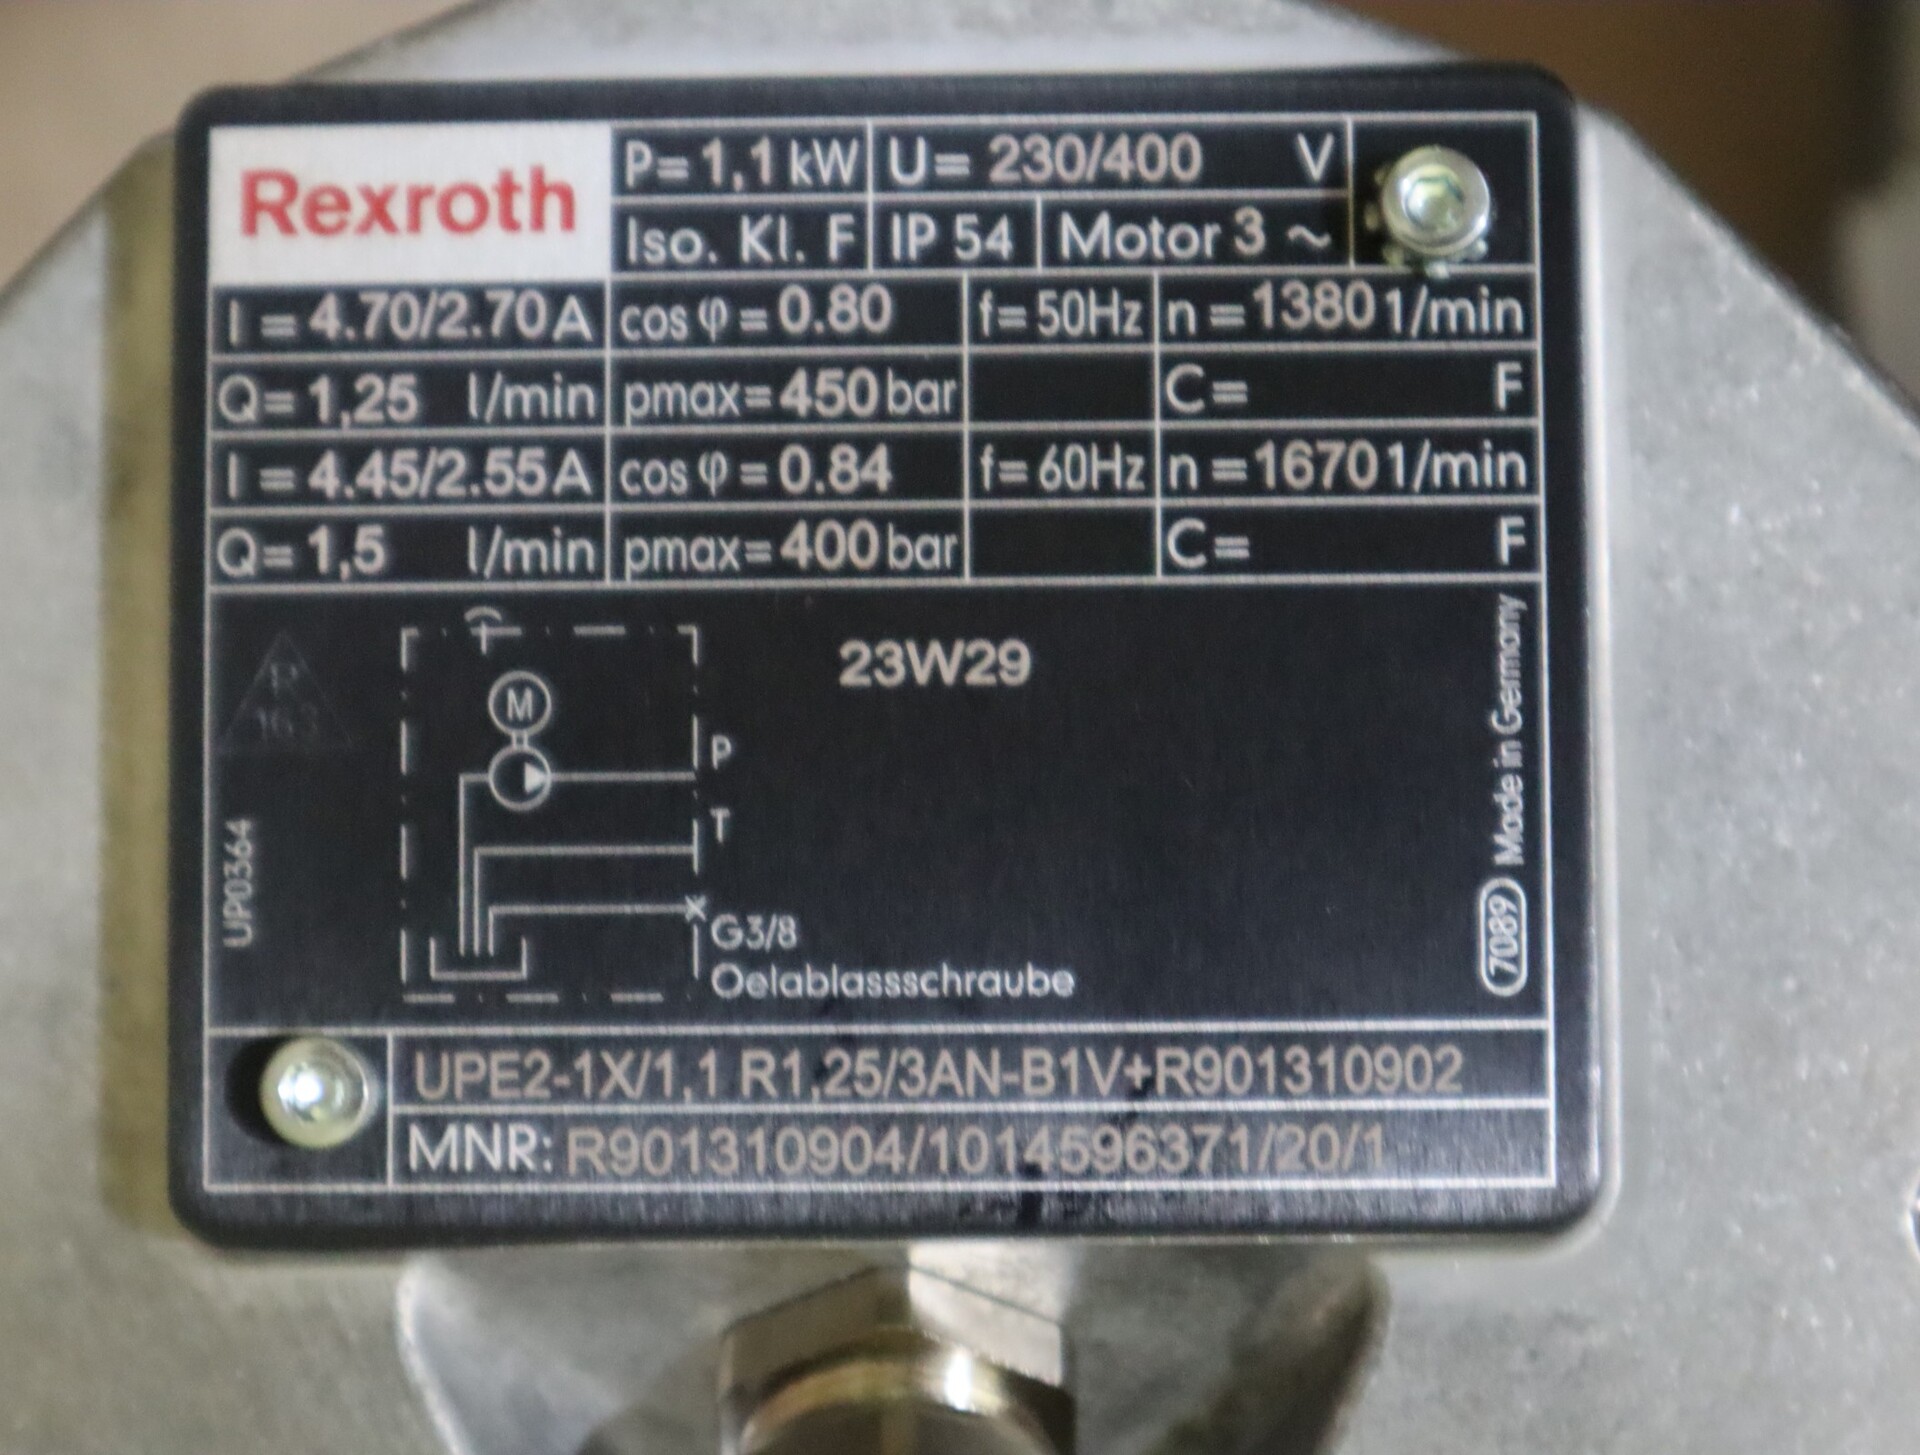 Rexroth
P= 1,1 kW U= 230/400 V
Iso. Kl. F IP 54 Motor 3 ~
I = 4.70/2.70 A cos φ = 0.80 f= 50Hz n = 1380 1/min
Q= 1,25 l/min pmax= 450 bar C= F
I = 4.45/2.55 A cos φ = 0.84 f= 60Hz n = 1670 1/min
Q= 1,5 l/min pmax= 400 bar C= F
23W29
M
P
T
G3/8
Oelablassschraube
UP0364
7089 Made in Germany
UPE2-1X/1,1 R1,25/3AN-B1V+R901310902
MNR: R901310904/1014596371/20/1